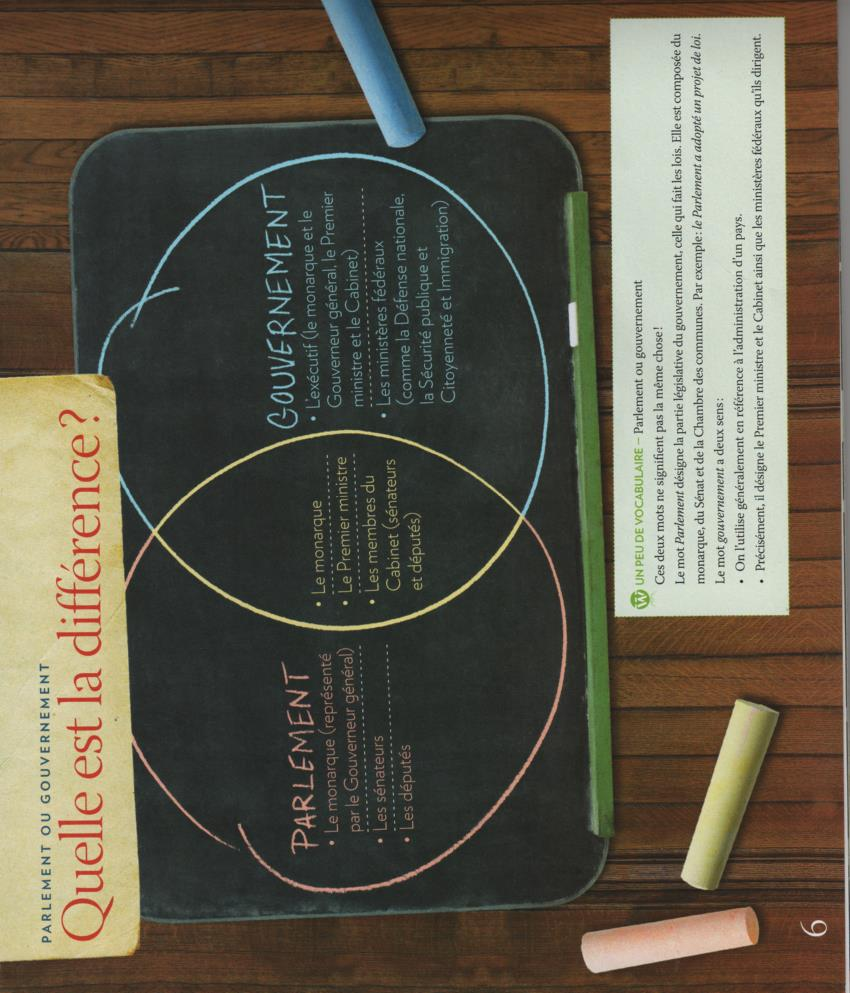 PARLEMENT OU GOUVERNEMENT
Quelle est la différence?
PARLEMENT
• Le monarque (représenté
par le Gouverneur général)
• Les sénateurs
• Les députés
• Le monarque
• Le Premier ministre
• Les membres du
Cabinet (sénateurs
et députés)
GOUVERNEMENT
• L'exécutif (le monarque et le
Gouverneur général, le Premier
ministre et le Cabinet)
• Les ministères fédéraux
(comme la Défense nationale,
la Sécurité publique et
Citoyenneté et Immigration)
W UN PEU DE VOCABULAIRE – Parlement ou gouvernement
Ces deux mots ne signifient pas la même chose !
Le mot Parlement désigne la partie législative du gouvernement, celle qui fait les lois. Elle est composée du
monarque, du Sénat et de la Chambre des communes. Par exemple : le Parlement a adopté un projet de loi.
Le mot gouvernement a deux sens :
• On l'utilise généralement en référence à l'administration d'un pays.
• Précisément, il désigne le Premier ministre et le Cabinet ainsi que les ministères fédéraux qu'ils dirigent.
6